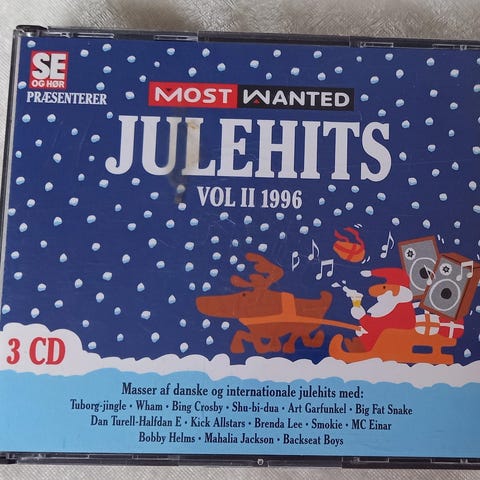 SE
OG HØR
PRÆSENTERER
MOST WANTED
JULEHITS
VOL II 1996
3 CD
Masser af danske og internationale julehits med:
Tuborg-jingle · Wham · Bing Crosby · Shu-bi-dua · Art Garfunkel · Big Fat Snake
Dan Turell-Halfdan E · Kick Allstars · Brenda Lee · Smokie · MC Einar
Bobby Helms · Mahalia Jackson · Backseat Boys